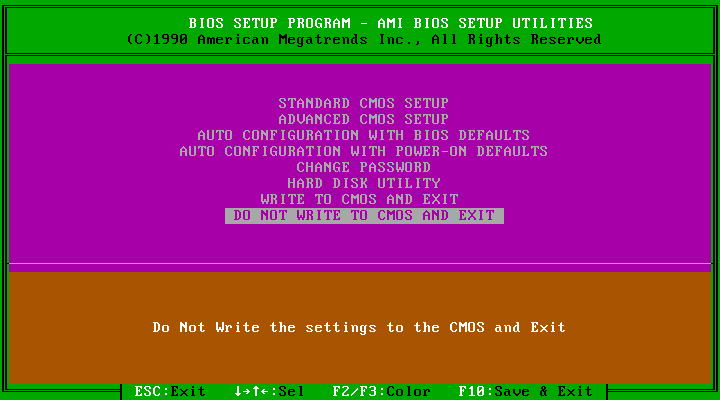 BIOS SETUP PROGRAM - AMI BIOS SETUP UTILITIES
(C)1990 American Megatrends Inc., All Rights Reserved
STANDARD CMOS SETUP
ADVANCED CMOS SETUP
AUTO CONFIGURATION WITH BIOS DEFAULTS
AUTO CONFIGURATION WITH POWER-ON DEFAULTS
CHANGE PASSWORD
HARD DISK UTILITY
WRITE TO CMOS AND EXIT
DO NOT WRITE TO CMOS AND EXIT
Do Not Write the settings to the CMOS and Exit
ESC:Exit ↓→↑←:Sel F2/F3:Color F10:Save & Exit